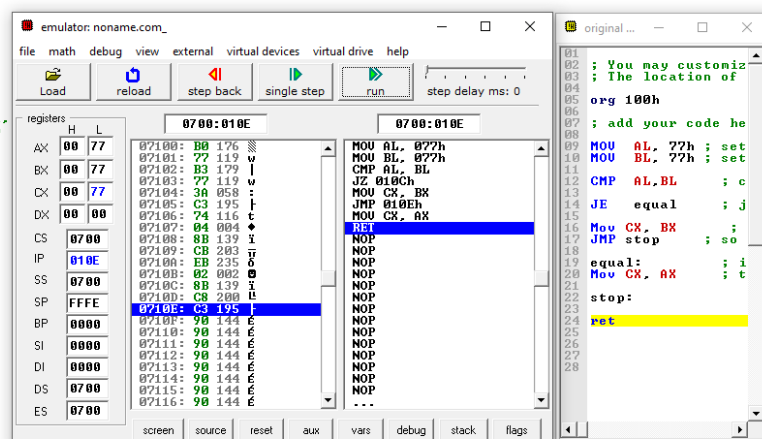 emulator: noname.com_
file math debug view external virtual devices virtual drive help
Load reload step back single step run step delay ms: 0
registers
H L
AX 00 77
BX 00 77
CX 00 77
DX 00 00
CS 0700
IP 010E
SS 0700
SP FFFE
BP 0000
SI 0000
DI 0000
DS 0700
ES 0700
0700:010E
07100: B0 176 ▒
07101: 77 119 w
07102: B3 179 │
07103: 77 119 w
07104: 3A 058 :
07105: C3 195 ├
07106: 74 116 t
07107: 04 004 ♦
07108: 8B 139 ï
07109: CB 203 ╦
0710A: EB 235 δ
0710B: 02 002 ☻
0710C: 8B 139 ï
0710D: C8 200 ╚
0710E: C3 195 ├
0710F: 90 144 É
07110: 90 144 É
07111: 90 144 É
07112: 90 144 É
07113: 90 144 É
07114: 90 144 É
07115: 90 144 É
07116: 90 144 É
0700:010E
MOV AL, 077h
MOV BL, 077h
CMP AL, BL
JZ 010Ch
MOV CX, BX
JMP 010Eh
MOV CX, AX
RET
NOP
NOP
NOP
NOP
NOP
NOP
NOP
NOP
NOP
NOP
NOP
NOP
NOP
NOP
...
screen source reset aux vars debug stack flags
original ...
01
02 ; You may customiz
03 ; The location of
04
05 org 100h
06
07 ; add your code he
08
09 MOV AL, 77h ; set
10 MOV BL, 77h ; set
11
12 CMP AL,BL ; c
13
14 JE equal ; j
15
16 Mov CX, BX ;
17 JMP stop ; so
18
19 equal: ; i
20 Mov CX, AX ; t
21
22 stop:
23
24 ret
25
26
27
28